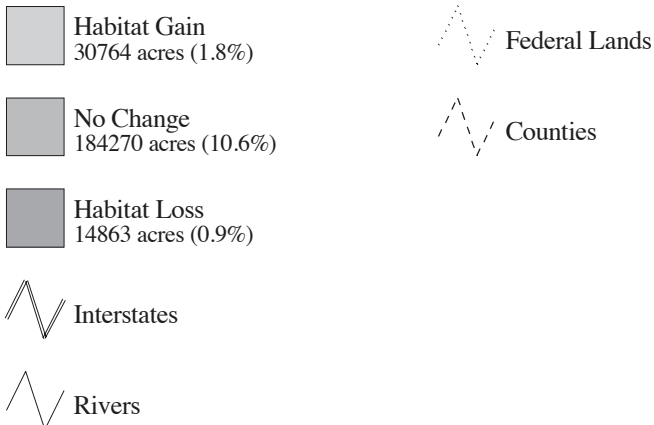 Habitat Gain
30764 acres (1.8%)
No Change
184270 acres (10.6%)
Habitat Loss
14863 acres (0.9%)
Interstates
Rivers
Federal Lands
Counties